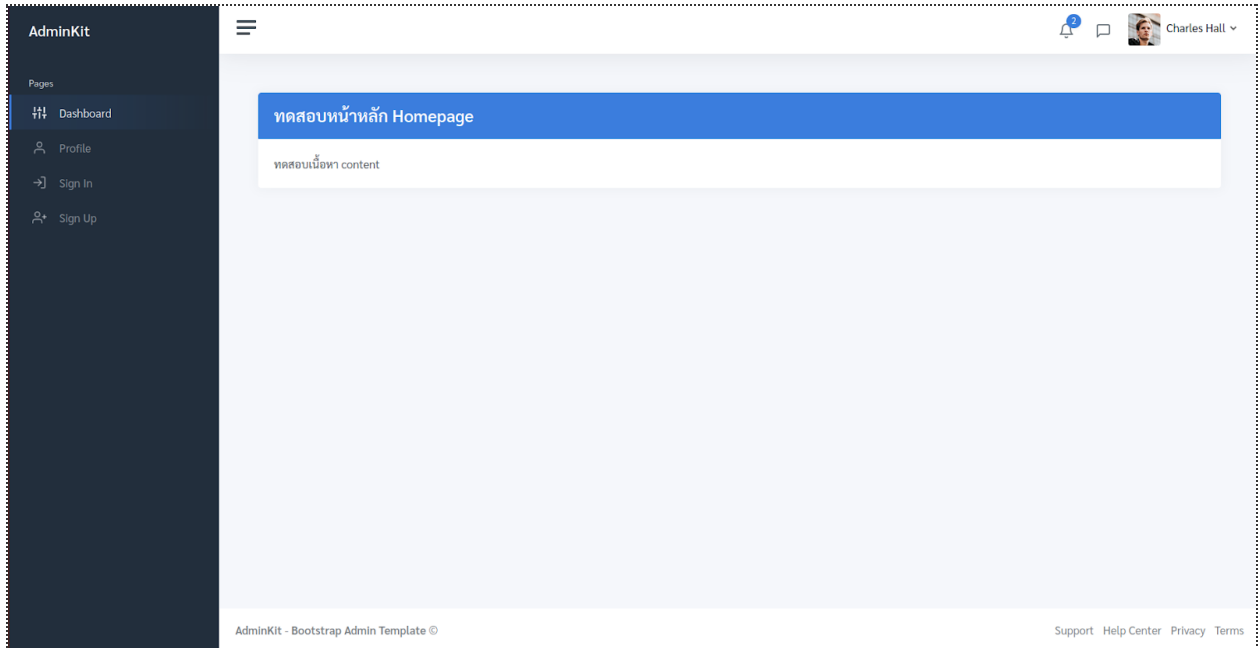 AdminKit
2
Charles Hall
Pages
Dashboard
Profile
Sign In
Sign Up
ทดสอบหน้าหลัก Homepage
ทดสอบเนื้อหา content
AdminKit - Bootstrap Admin Template ©
Support Help Center Privacy Terms